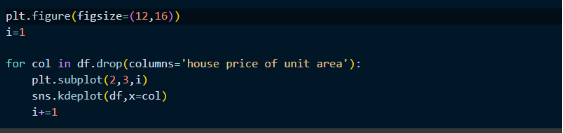 plt.figure(figsize=(12,16))
i=1
for col in df.drop(columns='house price of unit area'):
    plt.subplot(2,3,i)
    sns.kdeplot(df,x=col)
    i+=1